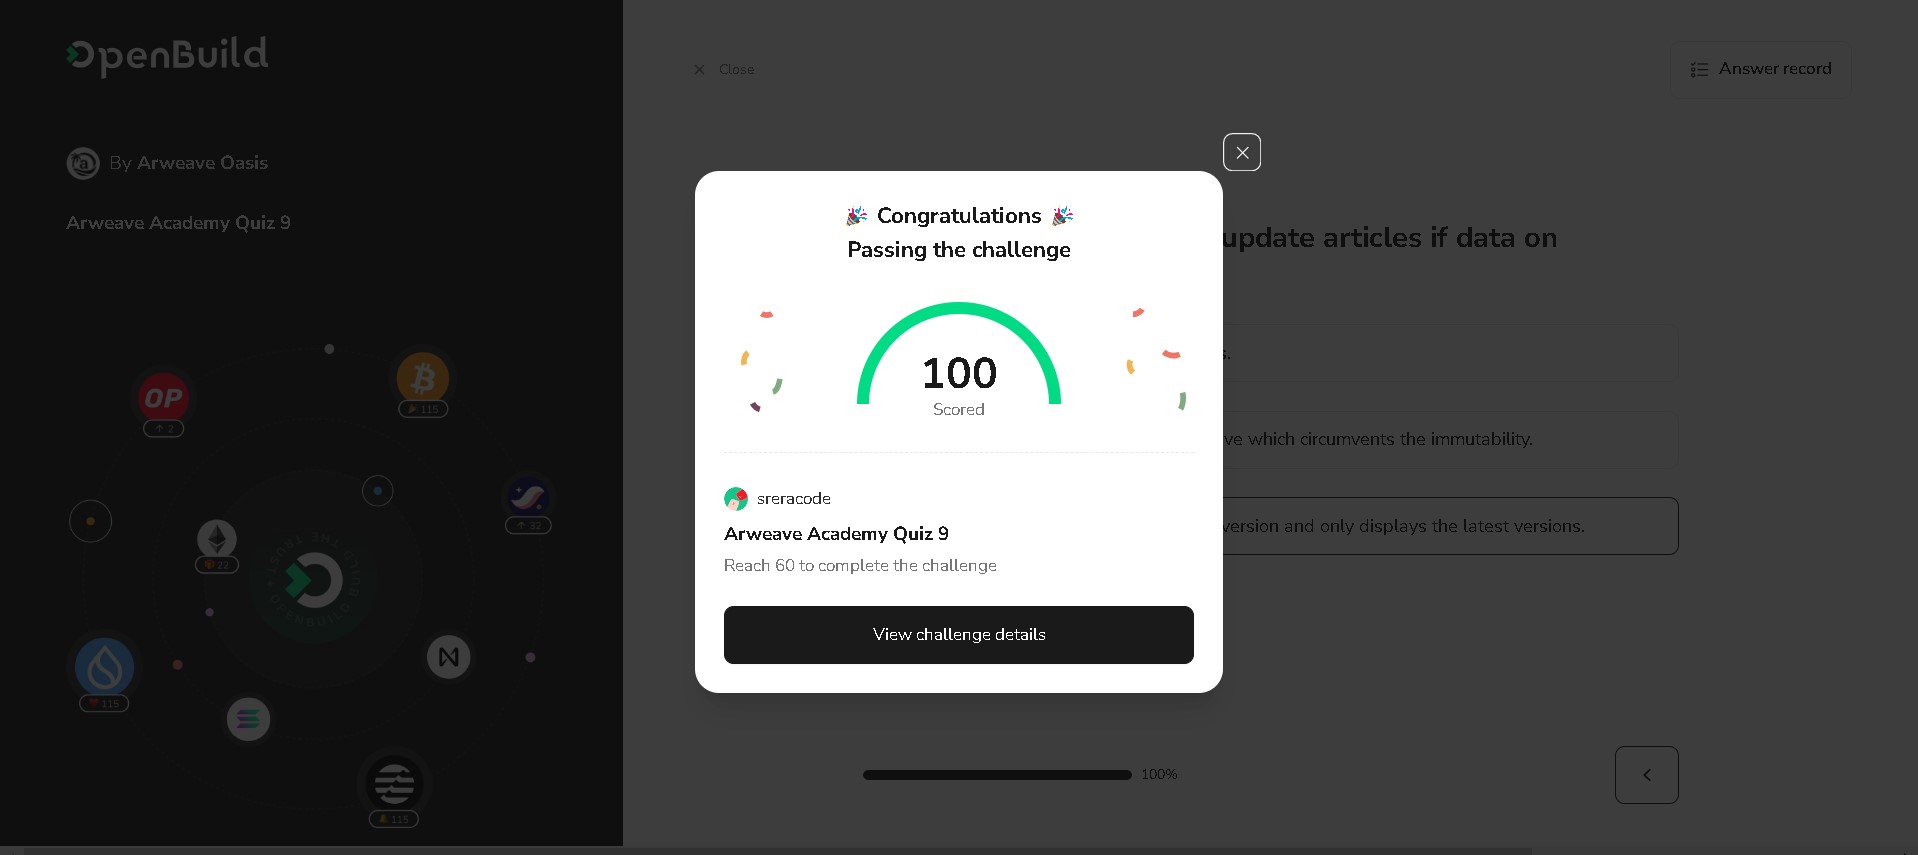 OpenBuild
By Arweave Oasis
Arweave Academy Quiz 9
OP
↑ 2
115
↑ 32
22
115
115
Close
Answer record
update articles if data on
s.
ve which circumvents the immutability.
version and only displays the latest versions.
Congratulations
Passing the challenge
100
Scored
sreracode
Arweave Academy Quiz 9
Reach 60 to complete the challenge
View challenge details
100%